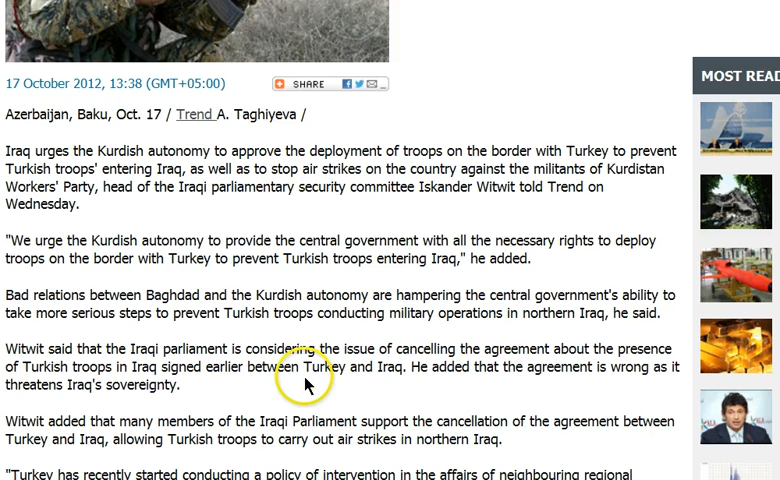 17 October 2012, 13:38 (GMT+05:00)
SHARE
Azerbaijan, Baku, Oct. 17 / Trend A. Taghiyeva /
Iraq urges the Kurdish autonomy to approve the deployment of troops on the border with Turkey to prevent
Turkish troops' entering Iraq, as well as to stop air strikes on the country against the militants of Kurdistan
Workers' Party, head of the Iraqi parliamentary security committee Iskander Witwit told Trend on
Wednesday.
"We urge the Kurdish autonomy to provide the central government with all the necessary rights to deploy
troops on the border with Turkey to prevent Turkish troops entering Iraq," he added.
Bad relations between Baghdad and the Kurdish autonomy are hampering the central government's ability to
take more serious steps to prevent Turkish troops conducting military operations in northern Iraq, he said.
Witwit said that the Iraqi parliament is considering the issue of cancelling the agreement about the presence
of Turkish troops in Iraq signed earlier between Turkey and Iraq. He added that the agreement is wrong as it
threatens Iraq's sovereignty.
Witwit added that many members of the Iraqi Parliament support the cancellation of the agreement between
Turkey and Iraq, allowing Turkish troops to carry out air strikes in northern Iraq.
"Turkey has recently started conducting a policy of intervention in the affairs of neighbouring regional
MOST READ